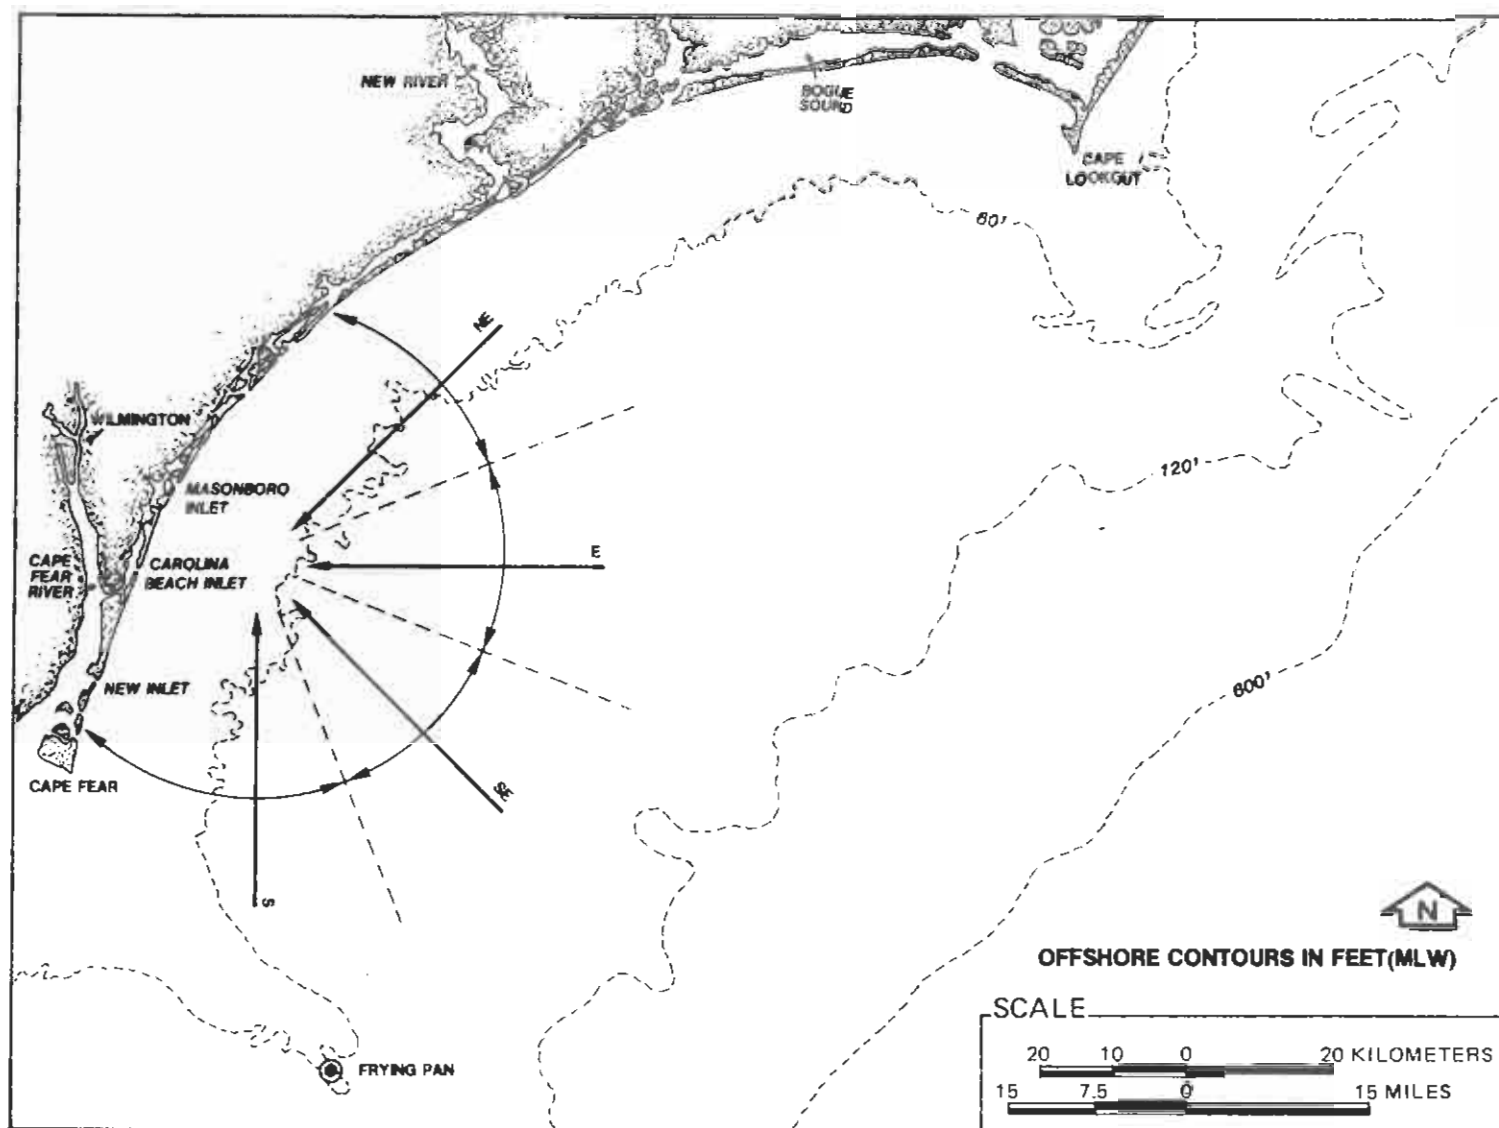 NEW RIVER
BOGUE
SOUND
CAPE
LOOKOUT
60'
NE
WILMINGTON
MASONBORO
INLET
120'
E
CAPE
FEAR
RIVER
CAROLINA
BEACH INLET
NEW INLET
600'
CAPE FEAR
SE
S
N
OFFSHORE CONTOURS IN FEET(MLW)
SCALE
20 10 0 20 KILOMETERS
15 7.5 0 15 MILES
FRYING PAN